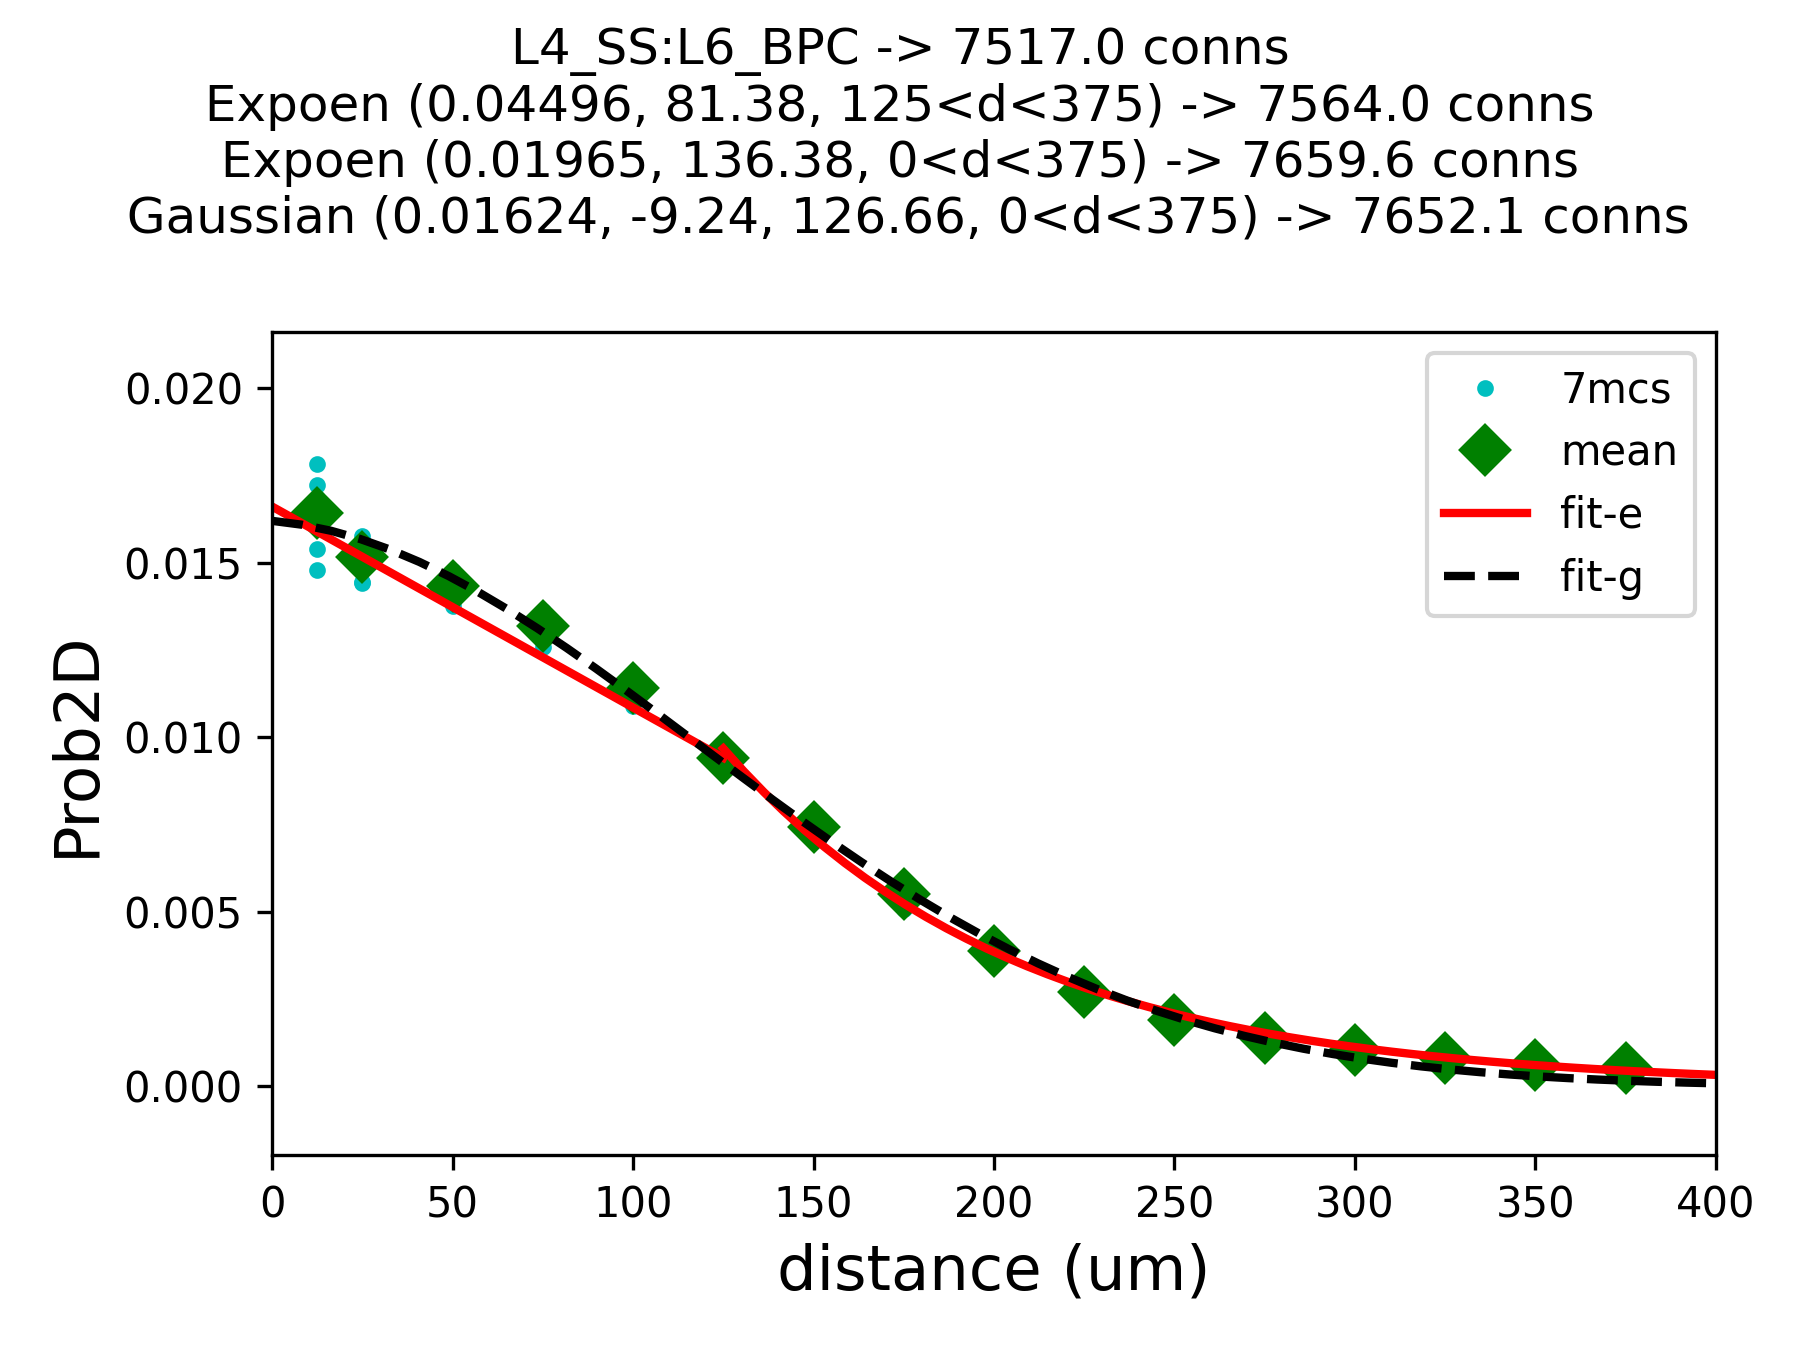 L4_SS:L6_BPC -> 7517.0 conns
Expoen (0.04496, 81.38, 125<d<375) -> 7564.0 conns
Expoen (0.01965, 136.38, 0<d<375) -> 7659.6 conns
Gaussian (0.01624, -9.24, 126.66, 0<d<375) -> 7652.1 conns
7mcs
mean
fit-e
fit-g
Prob2D
0.020
0.015
0.010
0.005
0.000
0 50 100 150 200 250 300 350 400
distance (um)